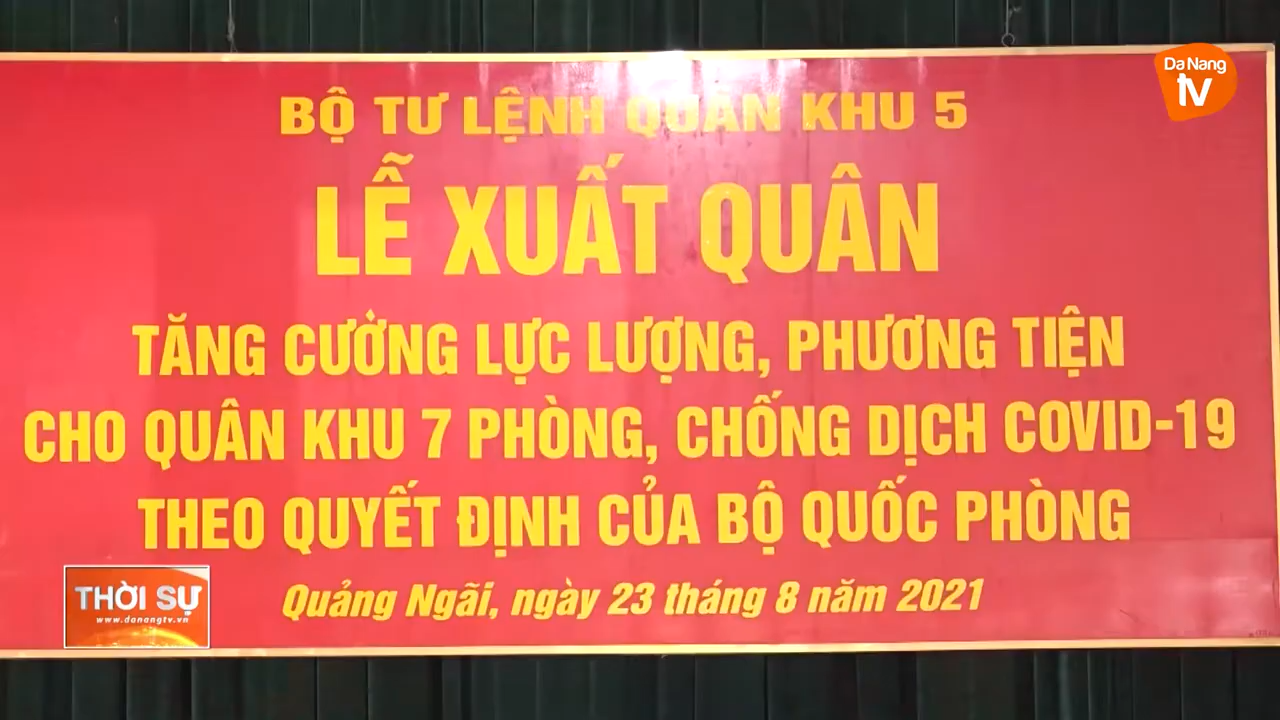 Da Nang
tv
BỘ TƯ LỆNH QUÂN KHU 5
LỄ XUẤT QUÂN
TĂNG CƯỜNG LỰC LƯỢNG, PHƯƠNG TIỆN
CHO QUÂN KHU 7 PHÒNG, CHỐNG DỊCH COVID-19
THEO QUYẾT ĐỊNH CỦA BỘ QUỐC PHÒNG
Quảng Ngãi, ngày 23 tháng 8 năm 2021
THỜI SỰ
www.danangtv.vn